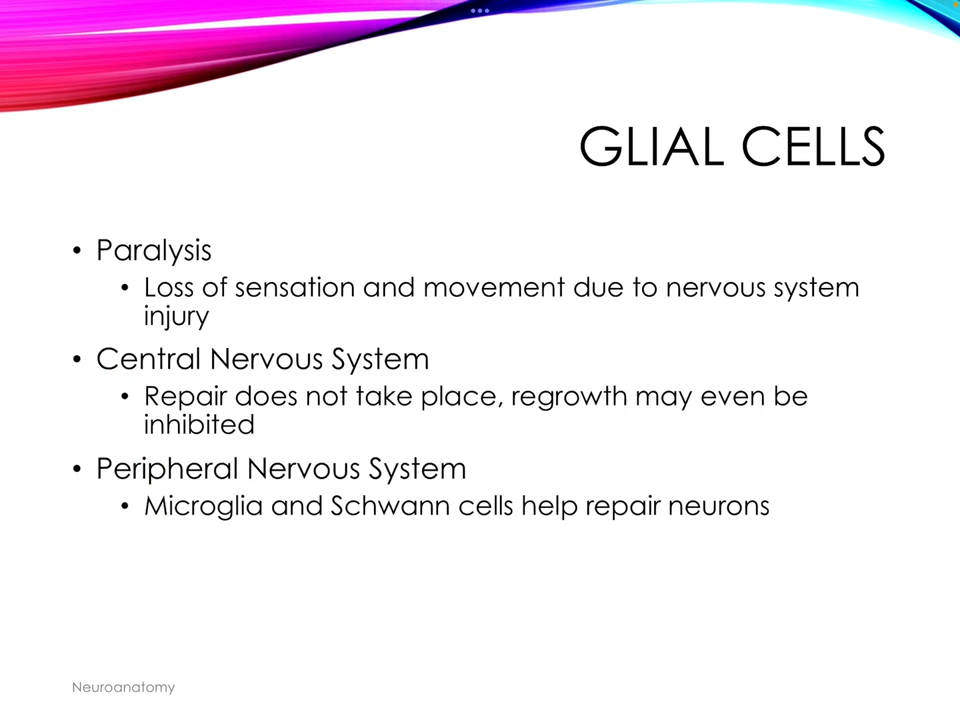 GLIAL CELLS
• Paralysis
• Loss of sensation and movement due to nervous system
injury
• Central Nervous System
• Repair does not take place, regrowth may even be
inhibited
• Peripheral Nervous System
• Microglia and Schwann cells help repair neurons
Neuroanatomy